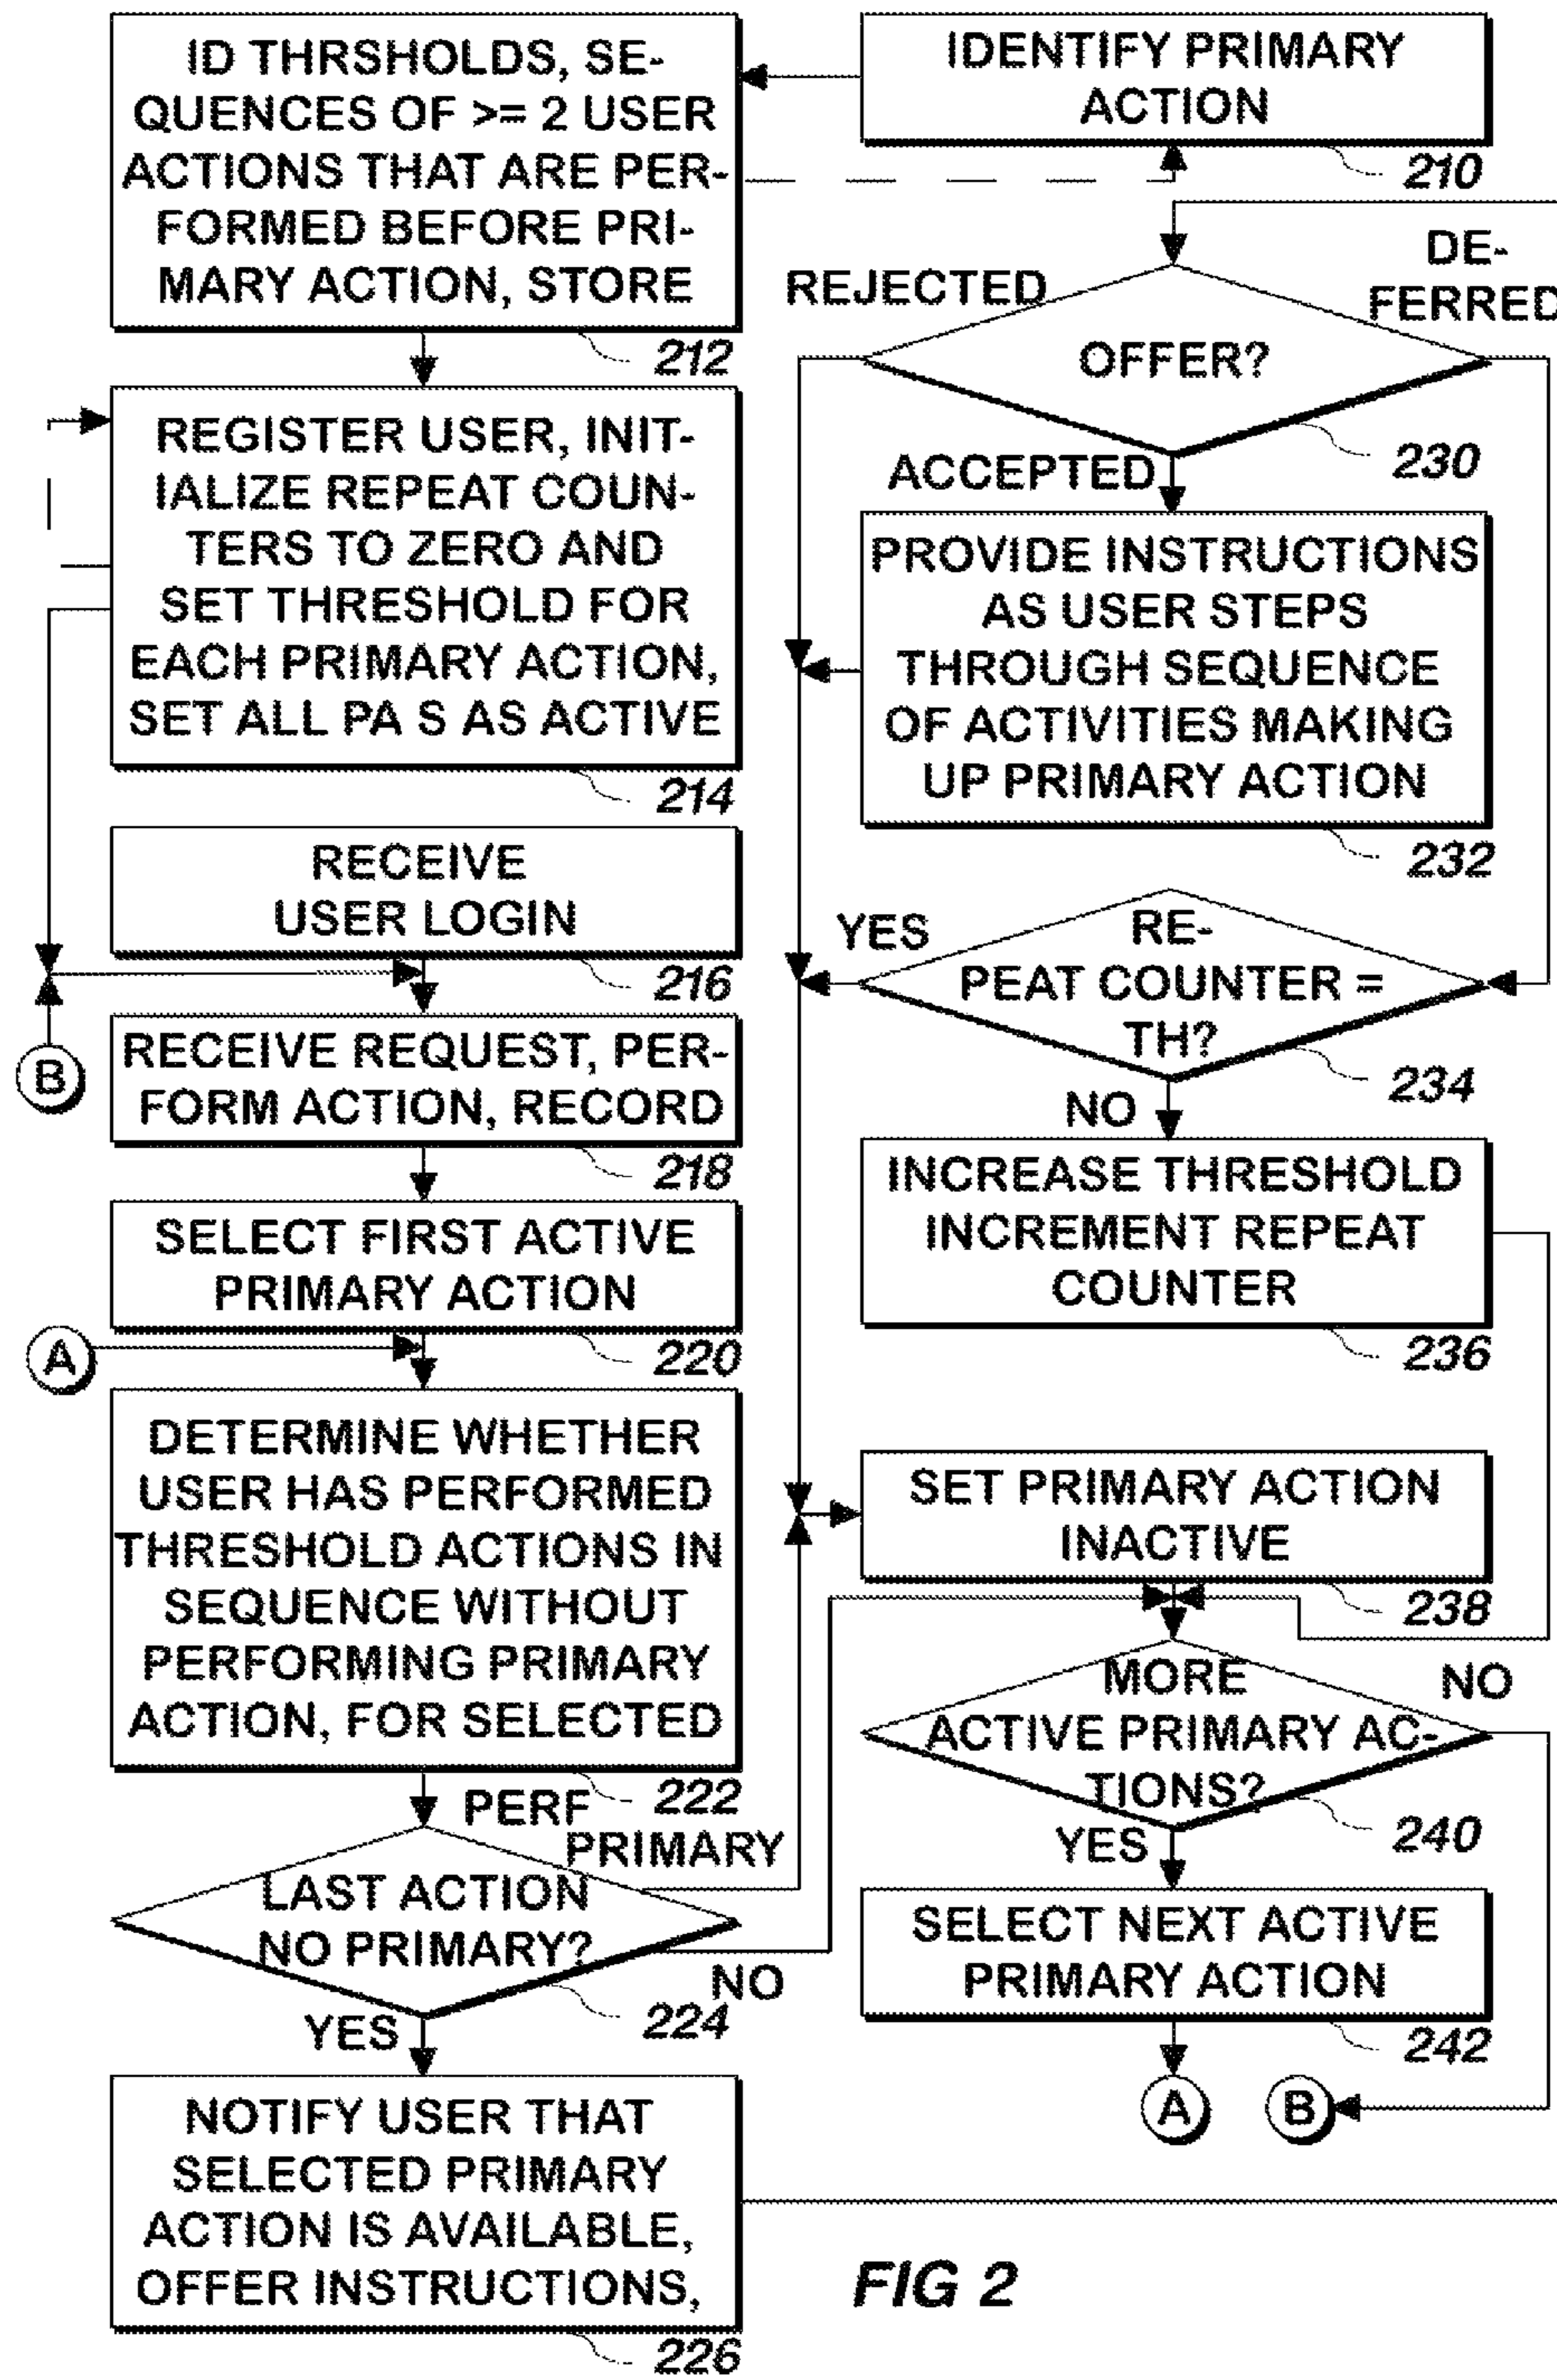 ID THRSHOLDS, SE-
QUENCES OF >= 2 USER
ACTIONS THAT ARE PER-
FORMED BEFORE PRI-
MARY ACTION, STORE
212
REGISTER USER, INIT-
IALIZE REPEAT COUN-
TERS TO ZERO AND
SET THRESHOLD FOR
EACH PRIMARY ACTION,
SET ALL PA S AS ACTIVE
214
RECEIVE
USER LOGIN
216
B
RECEIVE REQUEST, PER-
FORM ACTION, RECORD
218
SELECT FIRST ACTIVE
PRIMARY ACTION
220
A
DETERMINE WHETHER
USER HAS PERFORMED
THRESHOLD ACTIONS IN
SEQUENCE WITHOUT
PERFORMING PRIMARY
ACTION, FOR SELECTED
222
PERF
PRIMARY
LAST ACTION
NO PRIMARY?
NO
224
YES
NOTIFY USER THAT
SELECTED PRIMARY
ACTION IS AVAILABLE,
OFFER INSTRUCTIONS,
226
IDENTIFY PRIMARY
ACTION
210
REJECTED
DE-
FERRED
OFFER?
230
ACCEPTED
PROVIDE INSTRUCTIONS
AS USER STEPS
THROUGH SEQUENCE
OF ACTIVITIES MAKING
UP PRIMARY ACTION
232
YES
RE-
PEAT COUNTER =
TH?
234
NO
INCREASE THRESHOLD
INCREMENT REPEAT
COUNTER
236
SET PRIMARY ACTION
INACTIVE
238
MORE
ACTIVE PRIMARY AC-
TIONS?
NO
240
YES
SELECT NEXT ACTIVE
PRIMARY ACTION
242
A
B
FIG 2